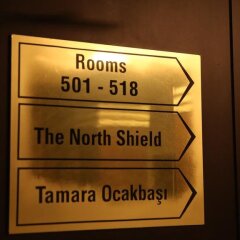 Rooms
501 - 518
The North Shield
Tamara Ocakbaşı